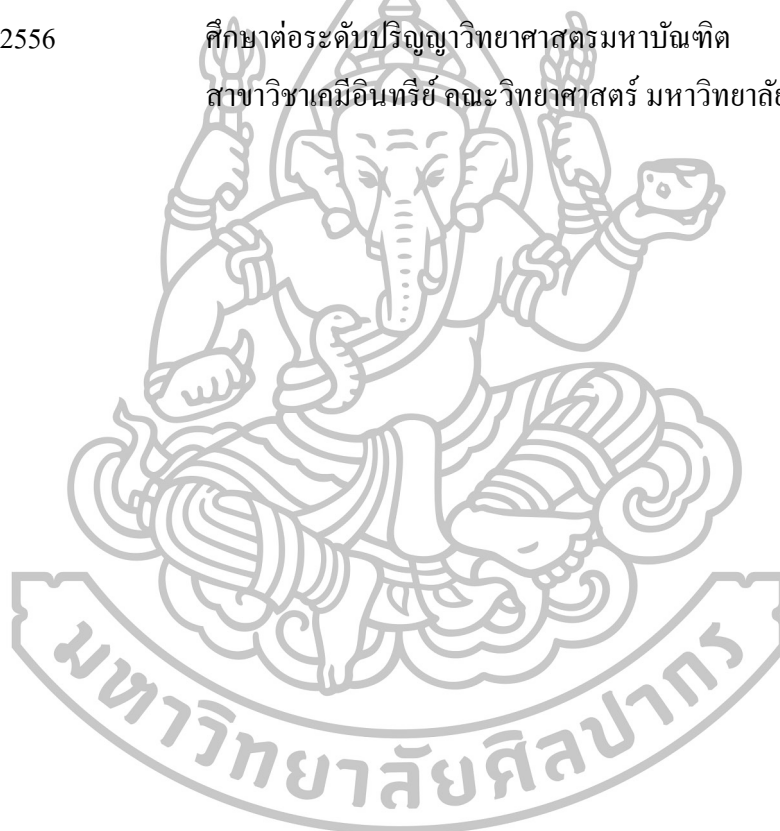 2556 ศึกษาต่อระดับปริญญาวิทยาศาสตรมหาบัณฑิต
สาขาวิชาเคมีอินทรีย์ คณะวิทยาศาสตร์ มหาวิทยาลัย
มหาวิทยาลัยศิลปากร